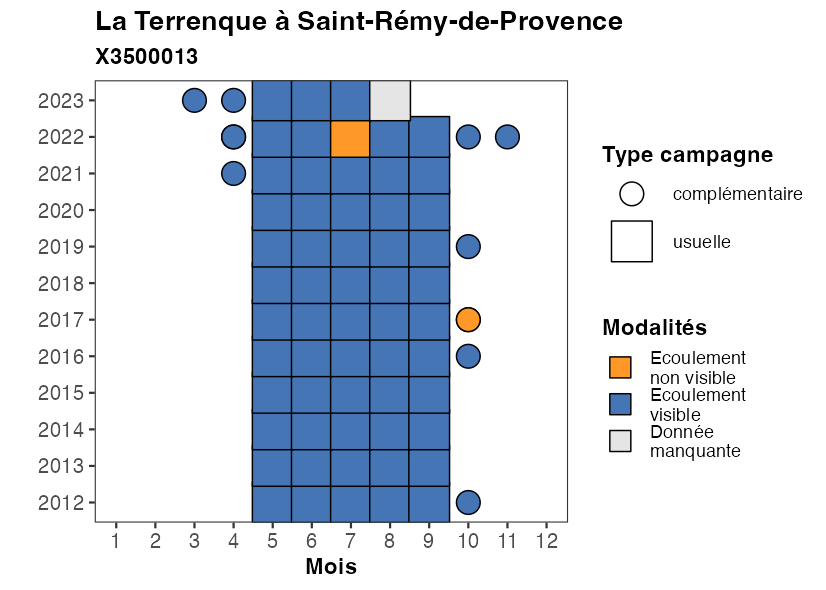 La Terrenque à Saint-Rémy-de-Provence
X3500013
2023
2022
2021
2020
2019
2018
2017
2016
2015
2014
2013
2012
1 2 3 4 5 6 7 8 9 10 11 12
Mois
Type campagne
complémentaire
usuelle
Modalités
Ecoulement
non visible
Ecoulement
visible
Donnée
manquante